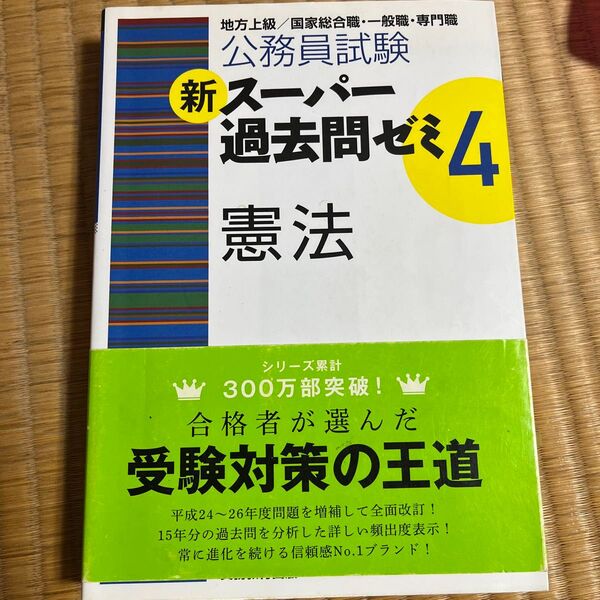 地方上級／国家総合職・一般職・専門職
公務員試験
新スーパー
過去問ゼミ4
憲法
シリーズ累計
300万部突破！
合格者が選んだ
受験対策の王道
平成24～26年度問題を増補して全面改訂！
15年分の過去問を分析した詳しい頻出度表示！
常に進化を続ける信頼感No.1ブランド！